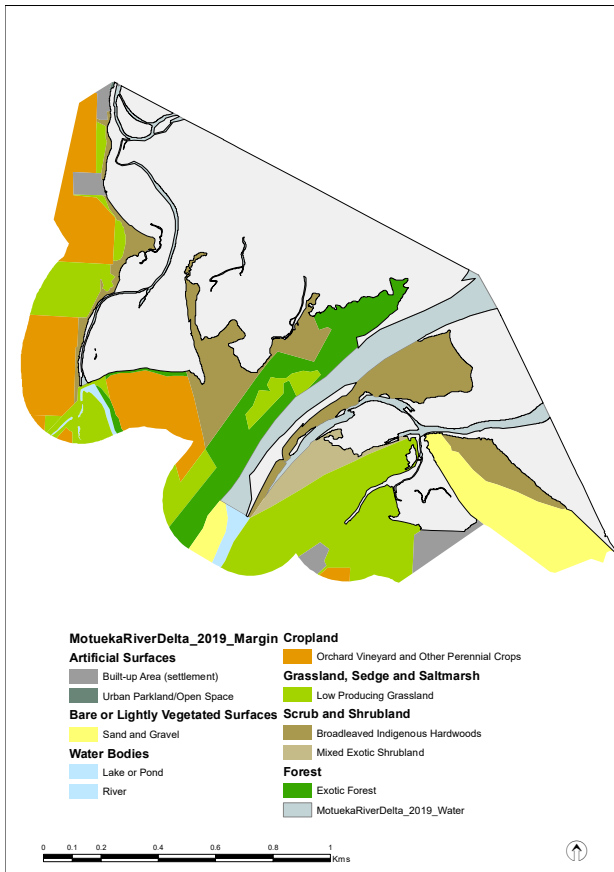 MotuekaRiverDelta_2019_Margin
Artificial Surfaces
Built-up Area (settlement)
Urban Parkland/Open Space
Bare or Lightly Vegetated Surfaces
Sand and Gravel
Water Bodies
Lake or Pond
River
Cropland
Orchard Vineyard and Other Perennial Crops
Grassland, Sedge and Saltmarsh
Low Producing Grassland
Scrub and Shrubland
Broadleaved Indigenous Hardwoods
Mixed Exotic Shrubland
Forest
Exotic Forest
MotuekaRiverDelta_2019_Water
0 0.1 0.2 0.4 0.6 0.8 1
Kms